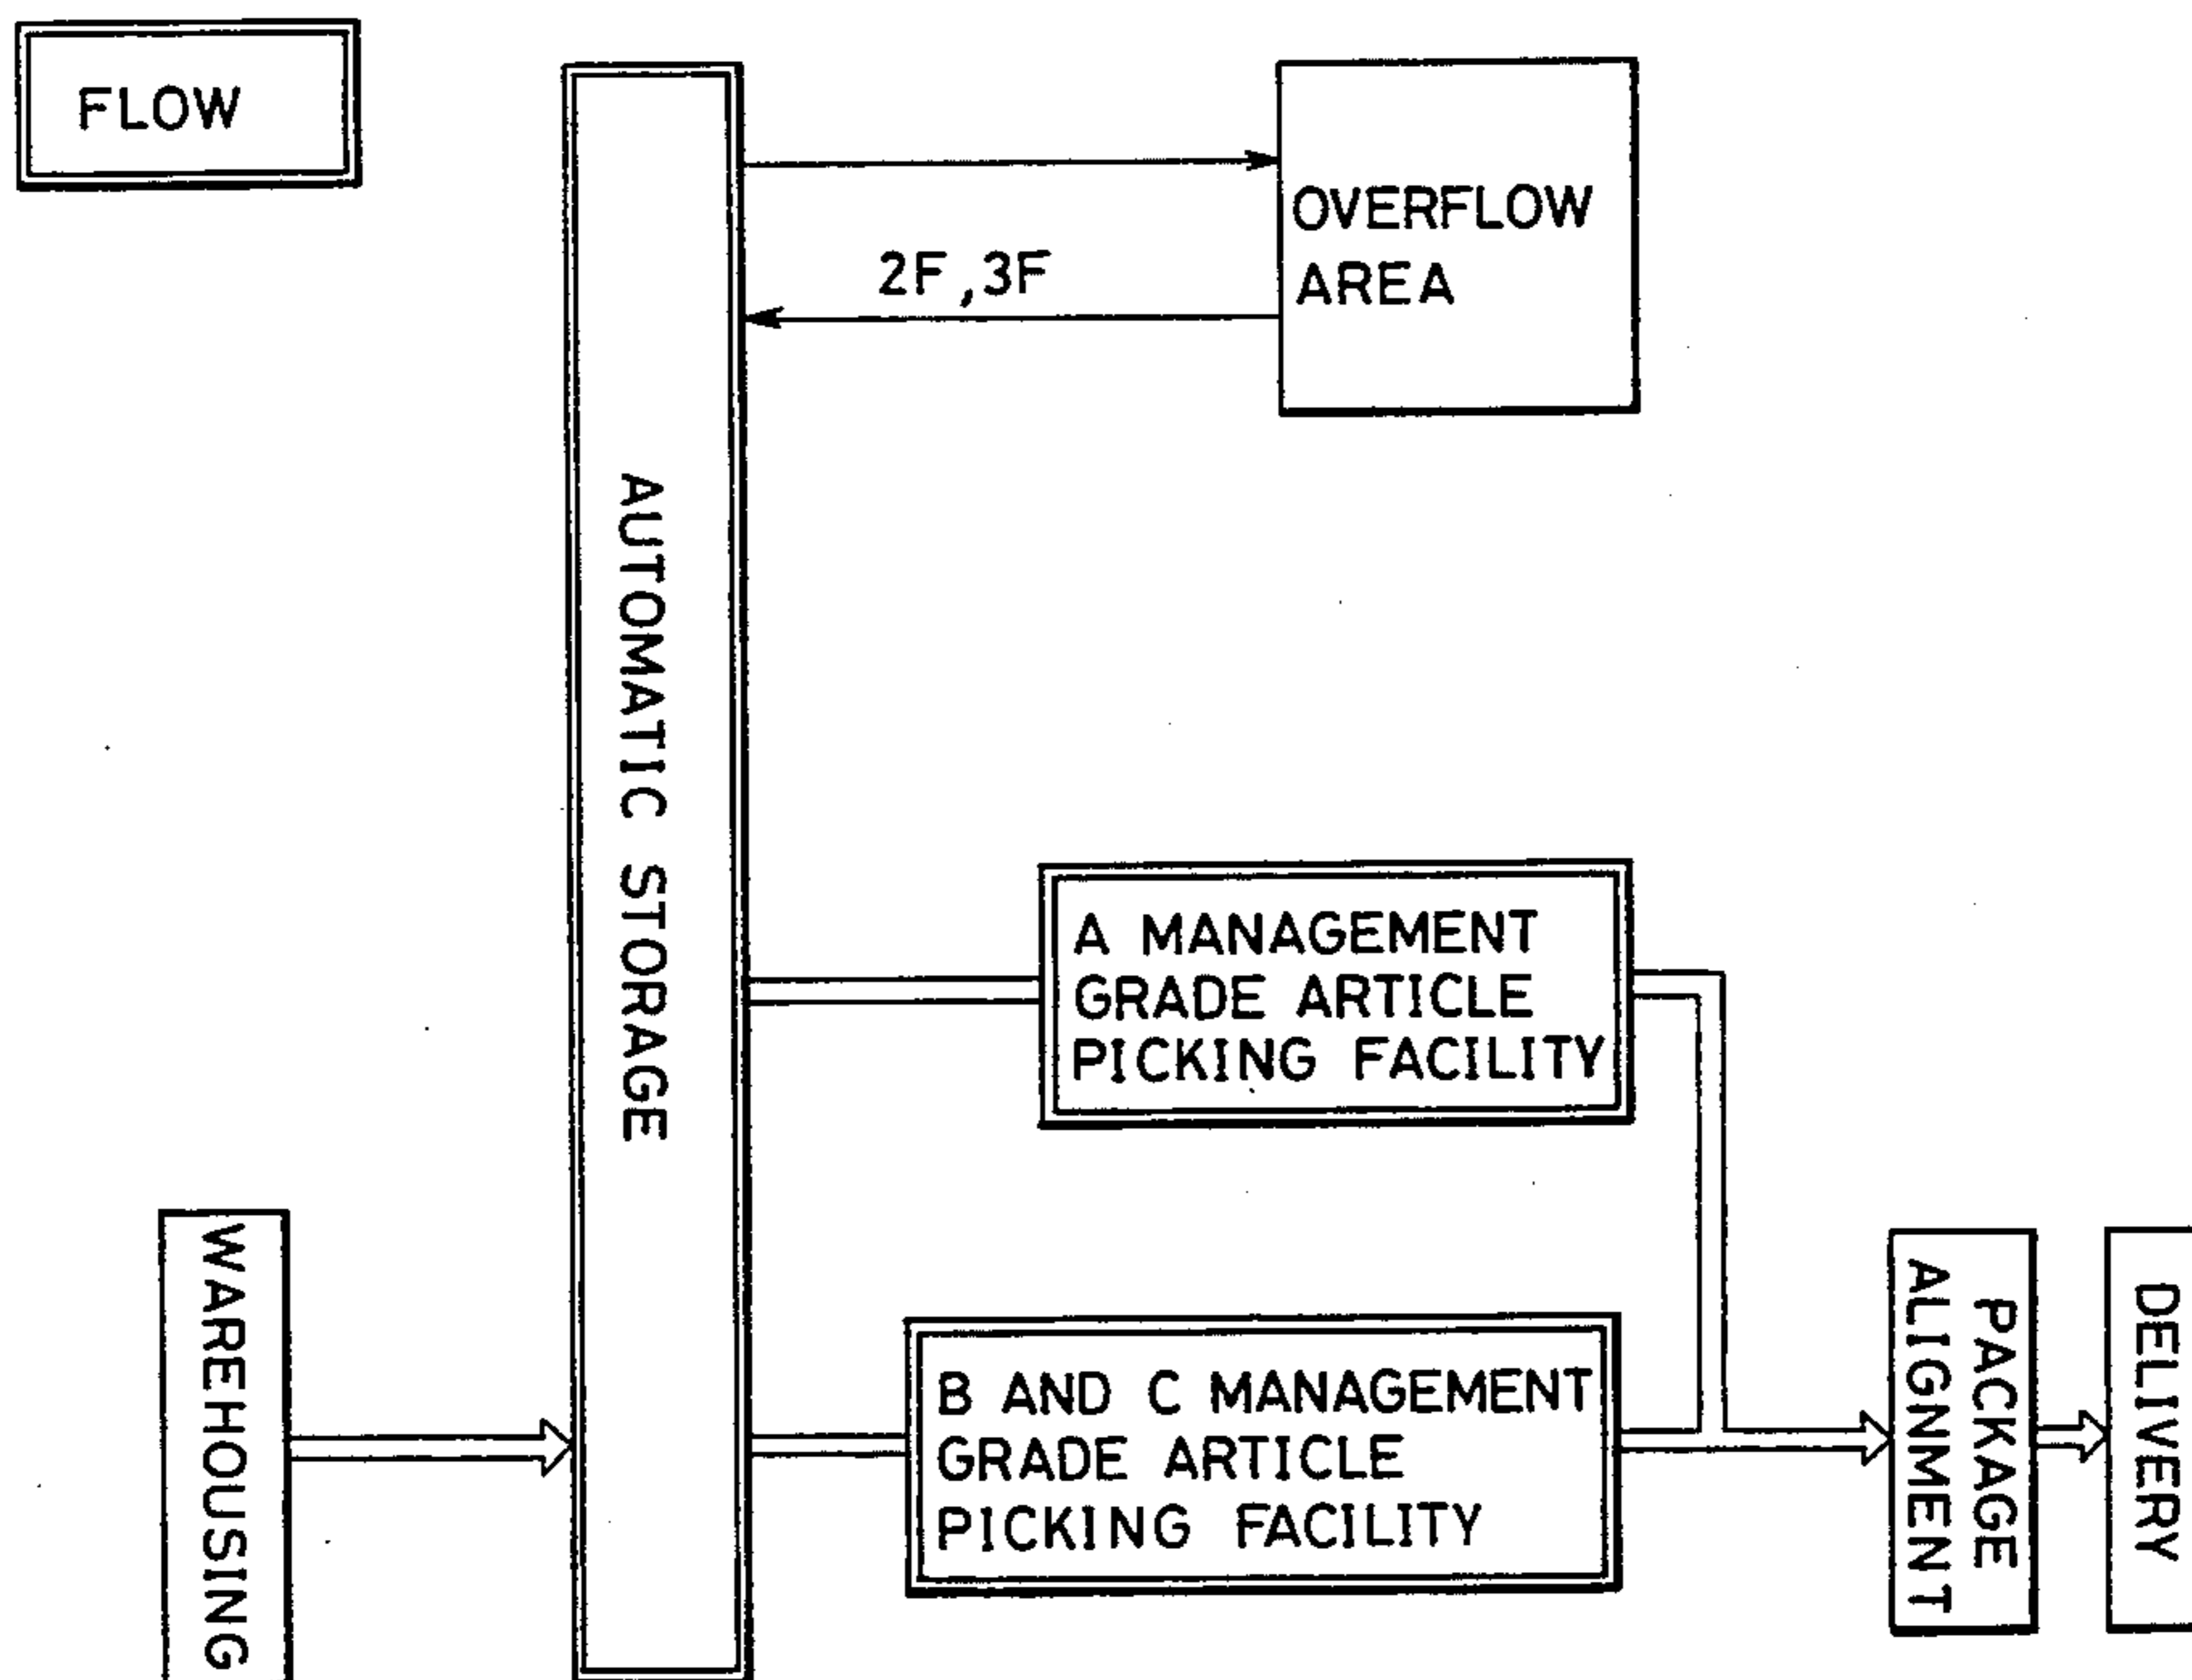 FLOW
AUTOMATIC STORAGE
OVERFLOW
AREA
2F,3F
A MANAGEMENT
GRADE ARTICLE
PICKING FACILITY
WAREHOUSING
B AND C MANAGEMENT
GRADE ARTICLE
PICKING FACILITY
PACKAGE
ALIGNMENT
DELIVERY